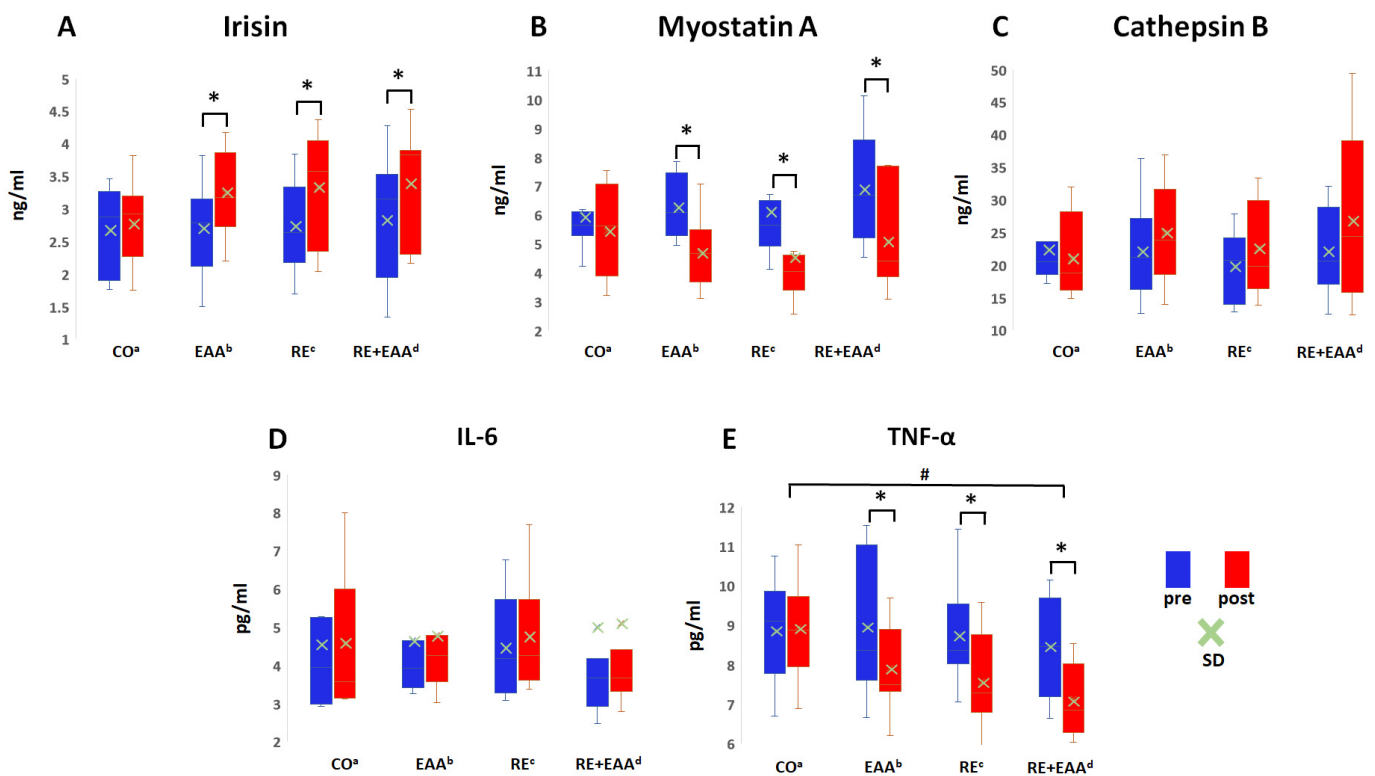 A Irisin
ng/ml
5
4.5
4
3.5
3
2.5
2
1.5
1
* * *
COᵃ EAAᵇ REᶜ RE+EAAᵈ
B Myostatin A
ng/ml
11
10
9
8
7
6
5
4
3
2
* * *
COᵃ EAAᵇ REᶜ RE+EAAᵈ
C Cathepsin B
ng/ml
50
45
40
35
30
25
20
15
10
COᵃ EAAᵇ REᶜ RE+EAAᵈ
D IL-6
pg/ml
9
8
7
6
5
4
3
2
COᵃ EAAᵇ REᶜ RE+EAAᵈ
E TNF-α
pg/ml
12
11
10
9
8
7
6
#
* * *
COᵃ EAAᵇ REᶜ RE+EAAᵈ
pre post
SD